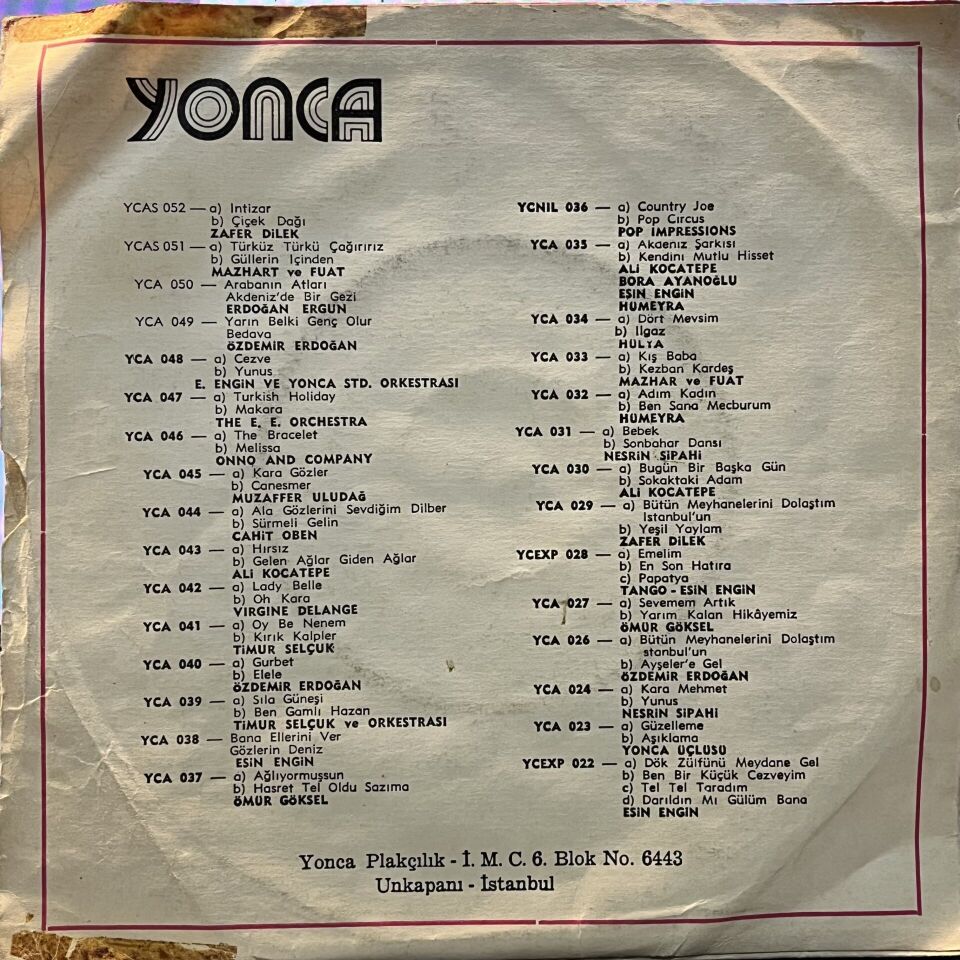 YONCA
YCAS 052 — a) Intizar
b) Çiçek Dağı
ZAFER DİLEK
YCAS 051 — a) Türküz Türkü Çağırırız
b) Güllerin İçinden
MAZHART ve FUAT
YCA 050 — Arabanın Atları
Akdeniz'de Bir Gezi
ERDOĞAN ERGUN
YCA 049 — Yarın Belki Genç Olur
Bedava
ÖZDEMİR ERDOĞAN
YCA 048 — a) Cezve
b) Yunus
E. ENGİN VE YONCA STD. ORKESTRASI
YCA 047 — a) Turkish Holiday
b) Makara
THE E. E. ORCHESTRA
YCA 046 — a) The Bracelet
b) Melissa
ONNO AND COMPANY
YCA 045 — a) Kara Gözler
b) Canesmer
MUZAFFER ULUDAĞ
YCA 044 — a) Ala Gözlerini Sevdiğim Dilber
b) Sürmeli Gelin
CAHİT OBEN
YCA 043 — a) Hırsız
b) Gelen Ağlar Giden Ağlar
ALİ KOCATEPE
YCA 042 — a) Lady Belle
b) Oh Kara
VIRGINE DELANGE
YCA 041 — a) Oy Be Nenem
b) Kırık Kalpler
TİMUR SELÇUK
YCA 040 — a) Gurbet
b) Elele
ÖZDEMİR ERDOĞAN
YCA 039 — a) Sıla Güneşi
b) Ben Gamlı Hazan
TİMUR SELÇUK ve ORKESTRASI
YCA 038 — Bana Ellerini Ver
Gözlerin Deniz
ESİN ENGİN
YCA 037 — a) Ağlıyormuşsun
b) Hasret Tel Oldu Sazıma
ÖMÜR GÖKSEL
YCNIL 036 — a) Country Joe
b) Pop Circus
POP IMPRESSIONS
YCA 035 — a) Akdeniz Şarkısı
b) Kendini Mutlu Hisset
ALİ KOCATEPE
BORA AYANOĞLU
ESİN ENGİN
HÜMEYRA
YCA 034 — a) Dört Mevsim
b) Ilgaz
HÜLYA
YCA 033 — a) Kış Baba
b) Kezban Kardeş
MAZHAR ve FUAT
YCA 032 — a) Adım Kadın
b) Ben Sana Mecburum
HÜMEYRA
YCA 031 — a) Bebek
b) Sonbahar Dansı
NESRİN SİPAHİ
YCA 030 — a) Bugün Bir Başka Gün
b) Sokaktaki Adam
ALİ KOCATEPE
YCA 029 — a) Bütün Meyhanelerini Dolaştım
İstanbul'un
b) Yeşil Yaylam
ZAFER DİLEK
YCEXP 028 — a) Emelim
b) En Son Hatıra
c) Papatya
TANGO - ESİN ENGİN
YCA 027 — a) Sevemem Artık
b) Yarım Kalan Hikâyemiz
ÖMÜR GÖKSEL
YCA 026 — a) Bütün Meyhanelerini Dolaştım
stanbul'un
b) Ayşeler'e Gel
ÖZDEMİR ERDOĞAN
YCA 024 — a) Kara Mehmet
b) Yunus
NESRİN SİPAHİ
YCA 023 — a) Güzelleme
b) Aşıklama
YONCA ÜÇLÜSÜ
YCEXP 022 — a) Dök Zülfünü Meydane Gel
b) Ben Bir Küçük Cezveyim
c) Tel Tel Taradım
d) Darıldın Mı Gülüm Bana
ESİN ENGİN
Yonca Plakçılık - İ. M. C. 6. Blok No. 6443
Unkapanı - İstanbul